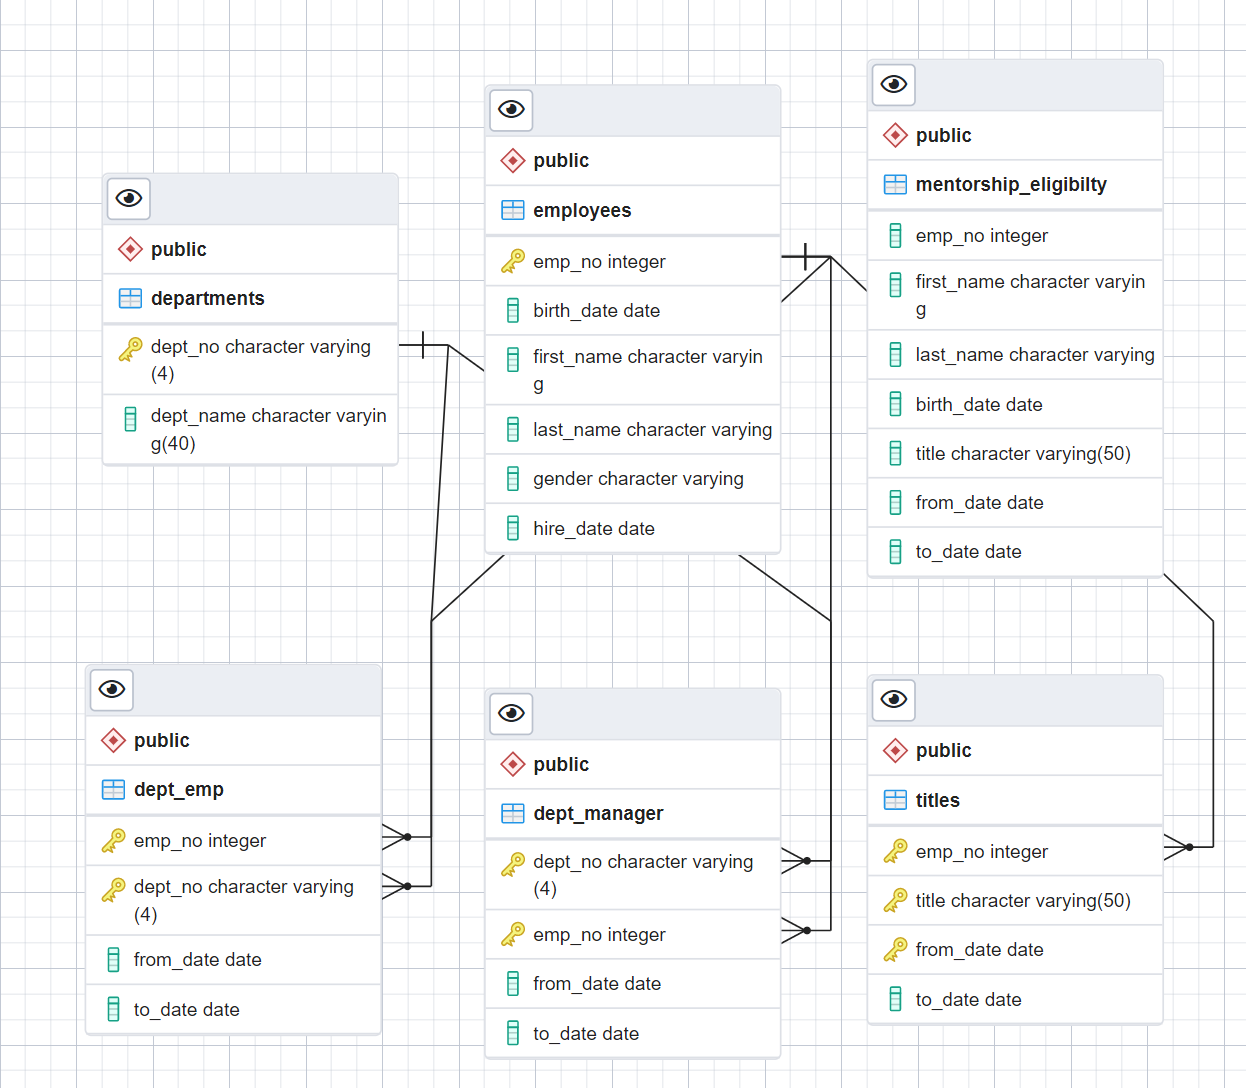 public
departments
dept_no character varying
(4)
dept_name character varyin
g(40)
public
employees
emp_no integer
birth_date date
first_name character varyin
g
last_name character varying
gender character varying
hire_date date
public
mentorship_eligibilty
emp_no integer
first_name character varyin
g
last_name character varying
birth_date date
title character varying(50)
from_date date
to_date date
public
dept_emp
emp_no integer
dept_no character varying
(4)
from_date date
to_date date
public
dept_manager
dept_no character varying
(4)
emp_no integer
from_date date
to_date date
public
titles
emp_no integer
title character varying(50)
from_date date
to_date date